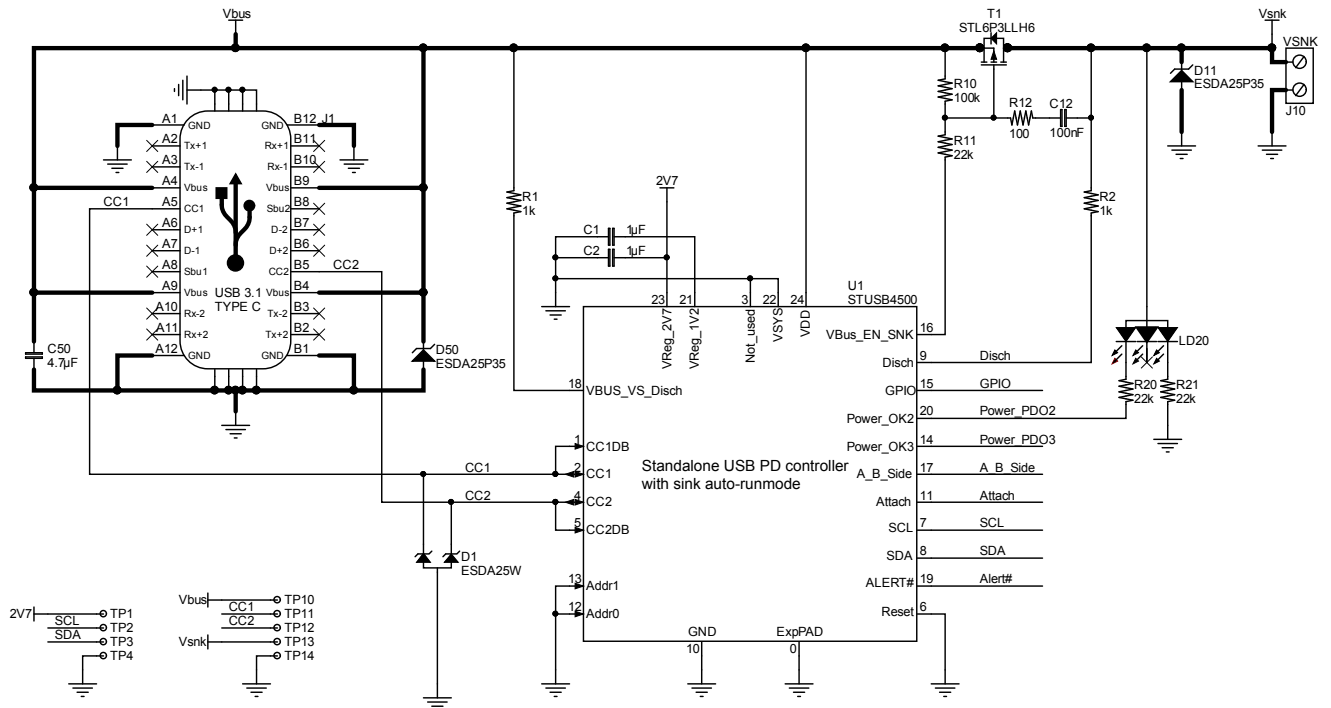 Vbus
T1
STL6P3LLH6
Vsnk
VSNK
J10
D11
ESDA25P35
R10
100k
R12
100
C12
100nF
R11
22k
R2
1k
R1
1k
A1 GND GND B12 J1
A2 Tx+1 Rx+1 B11
A3 Tx-1 Rx-1 B10
A4 Vbus Vbus B9
CC1 A5 CC1 Sbu2 B8
A6 D+1 D-2 B7
A7 D-1 D+2 B6
A8 Sbu1 CC2 B5 CC2
A9 Vbus Vbus B4
A10 Rx-2 Tx-2 B3
A11 Rx+2 Tx+2 B2
A12 GND GND B1
USB 3.1
TYPE C
C50
4.7µF
D50
ESDA25P35
2V7
C1 1µF
C2 1µF
U1
STUSB4500
23 21 3 22 24
VReg_2V7
VReg_1V2
Not_used
VSYS
VDD
VBus_EN_SNK 16
Disch 9 Disch
GPIO 15 GPIO
Power_OK2 20 Power_PDO2
Power_OK3 14 Power_PDO3
A_B_Side 17 A_B_Side
Attach 11 Attach
SCL 7 SCL
SDA 8 SDA
ALERT# 19 Alert#
Reset 6
18 VBUS_VS_Disch
1 CC1DB
CC1 2 CC1
CC2 4 CC2
5 CC2DB
13 Addr1
12 Addr0
Standalone USB PD controller
with sink auto-runmode
GND
10
ExpPAD
0
LD20
R20
22k
R21
22k
D1
ESDA25W
2V7 TP1
SCL TP2
SDA TP3
TP4
Vbus TP10
CC1 TP11
CC2 TP12
Vsnk TP13
TP14